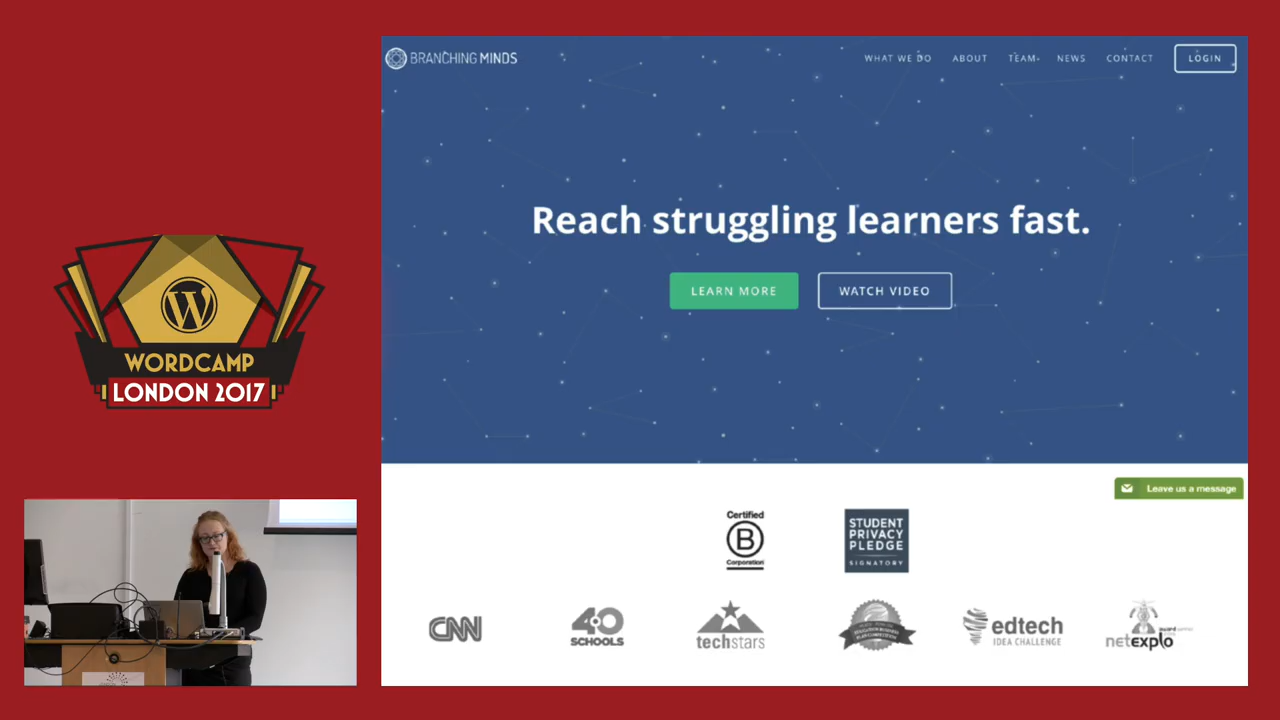 BRANCHING MINDS
WHAT WE DO
ABOUT
TEAM
NEWS
CONTACT
LOGIN
Reach struggling learners fast.
LEARN MORE
WATCH VIDEO
WORDCAMP
LONDON 2017
Leave us a message
Certified
B
Corporation
STUDENT
PRIVACY
PLEDGE
SIGNATORY
CNN
4.0
SCHOOLS
techstars
edtech
IDEA CHALLENGE
netexplo